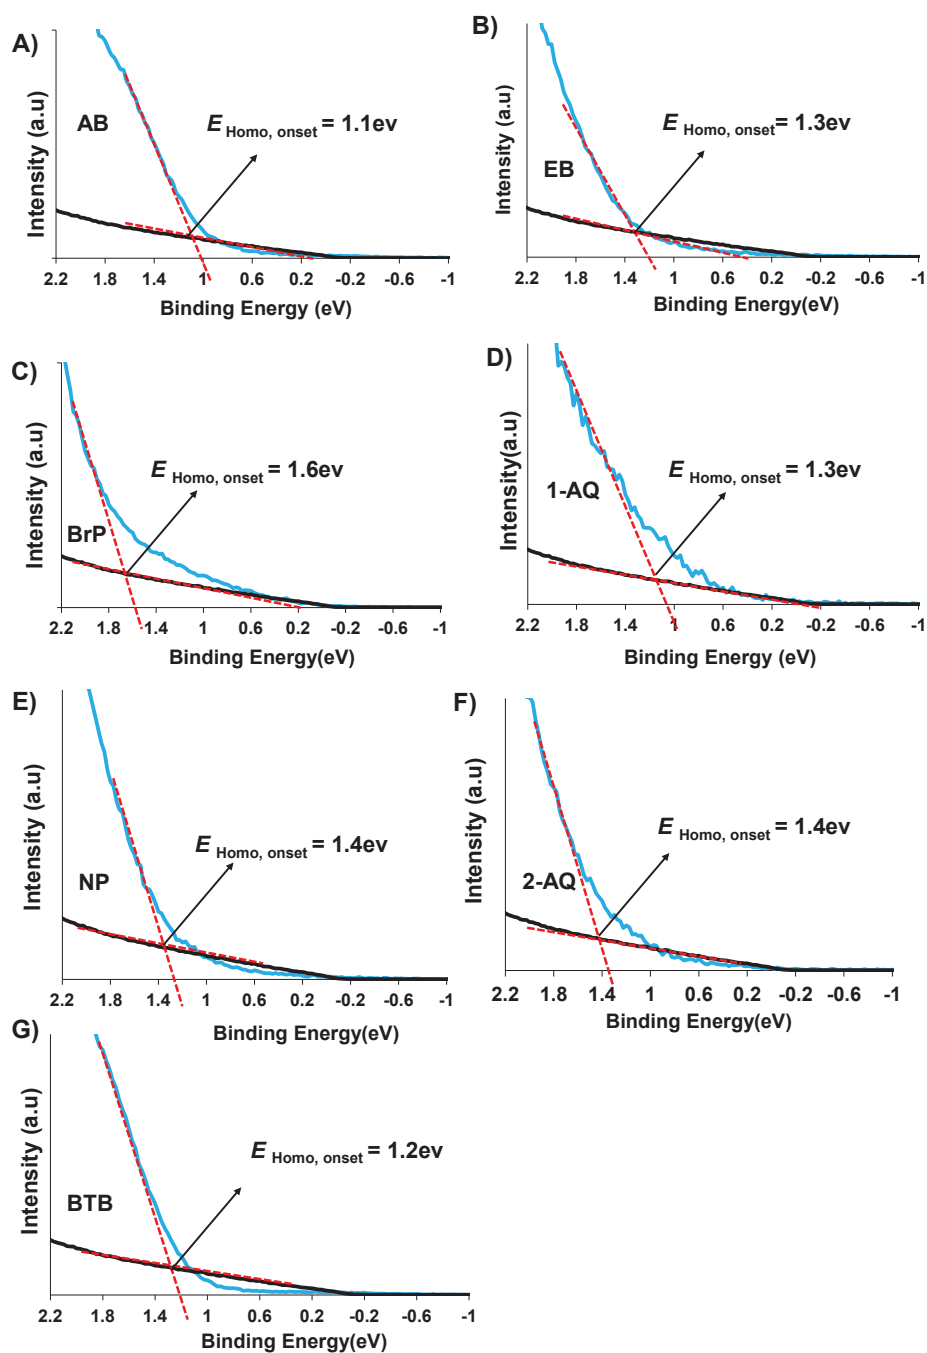 A)
Intensity (a.u)
AB
E Homo, onset = 1.1ev
2.2 1.8 1.4 1 0.6 0.2 -0.2 -0.6 -1
Binding Energy (eV)
B)
Intensity (a.u)
EB
E Homo, onset = 1.3ev
2.2 1.8 1.4 1 0.6 0.2 -0.2 -0.6 -1
Binding Energy(eV)
C)
Intensity (a.u)
BrP
E Homo, onset = 1.6ev
2.2 1.8 1.4 1 0.6 0.2 -0.2 -0.6 -1
Binding Energy(eV)
D)
Intensity(a.u)
1-AQ
E Homo, onset = 1.3ev
2.2 1.8 1.4 1 0.6 0.2 -0.2 -0.6 -1
Binding Energy (eV)
E)
Intensity (a.u)
NP
E Homo, onset = 1.4ev
2.2 1.8 1.4 1 0.6 0.2 -0.2 -0.6 -1
Binding Energy(eV)
F)
Intensity (a.u)
2-AQ
E Homo, onset = 1.4ev
2.2 1.8 1.4 1 0.6 0.2 -0.2 -0.6 -1
Binding Energy(eV)
G)
Intensity (a.u)
BTB
E Homo, onset = 1.2ev
2.2 1.8 1.4 1 0.6 0.2 -0.2 -0.6 -1
Binding Energy(eV)